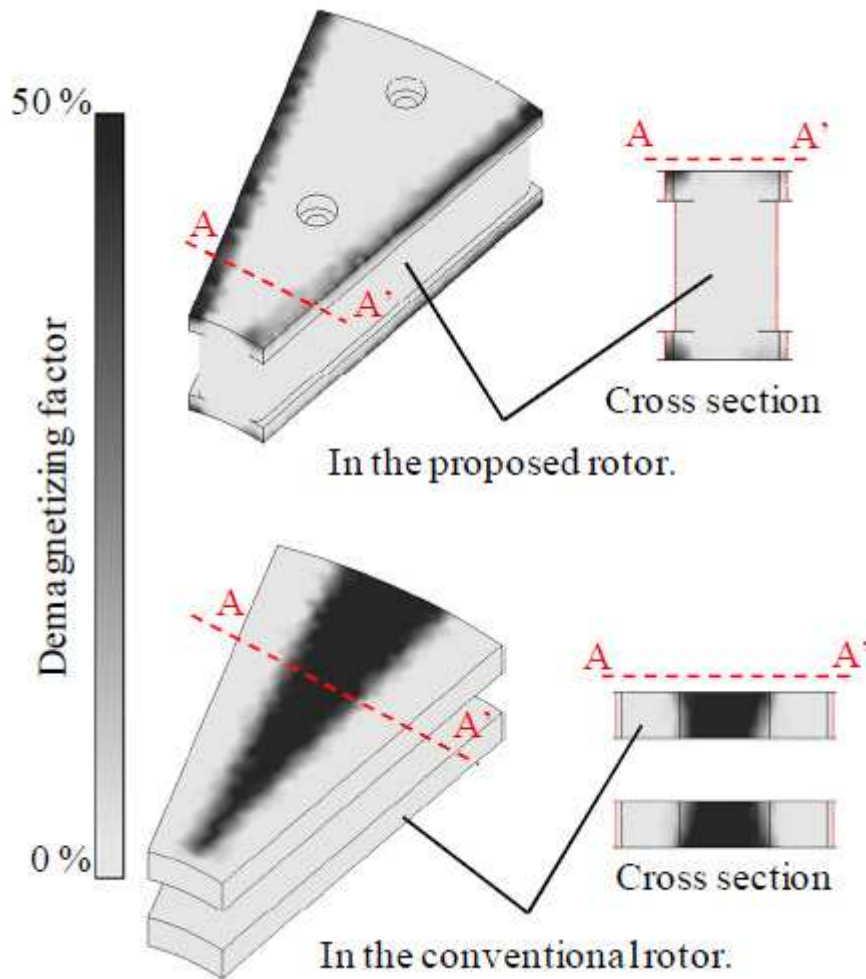 50 %
Demagnetizing factor
0 %
A
A'
A
A'
Cross section
In the proposed rotor.
A
A'
A
A'
Cross section
In the conventional rotor.